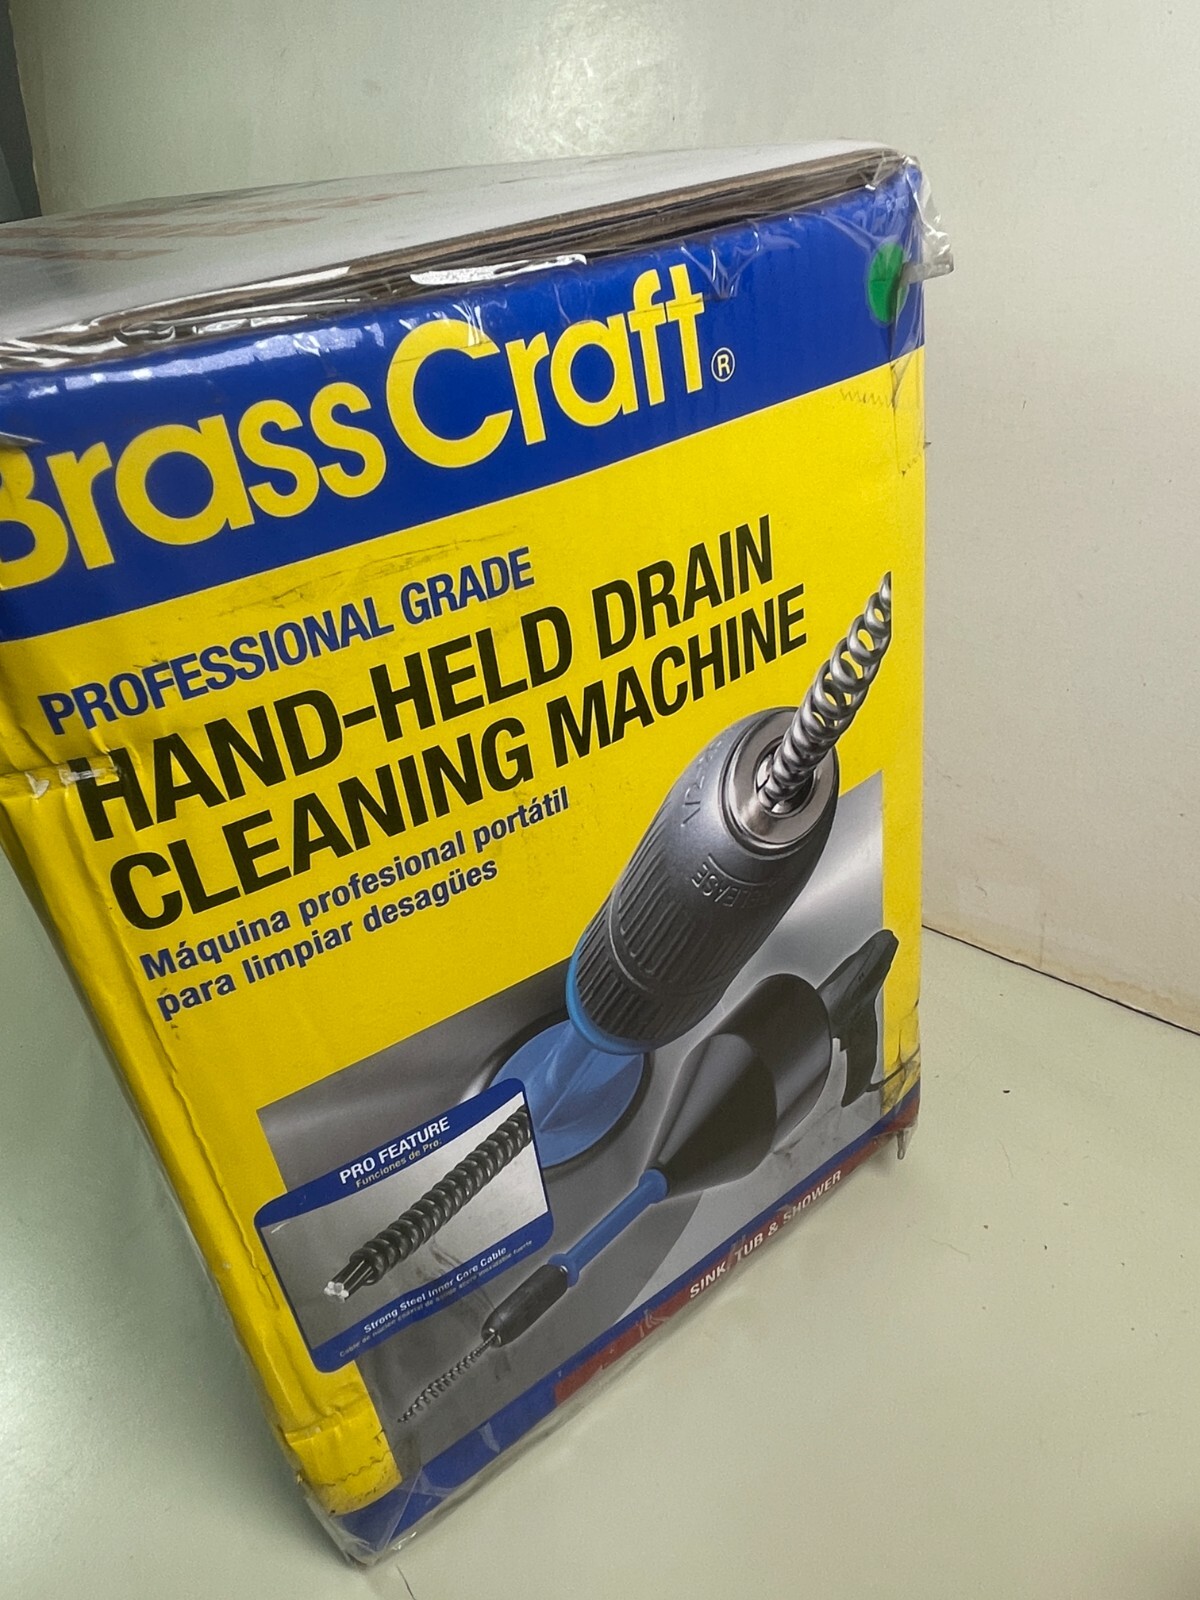 BrassCraft®
PROFESSIONAL GRADE
HAND-HELD DRAIN
CLEANING MACHINE
Máquina profesional portátil
para limpiar desagües
PRO FEATURE
Funciones de Pro.
Strong Steel Inner Core Cable
SINK, TUB & SHOWER